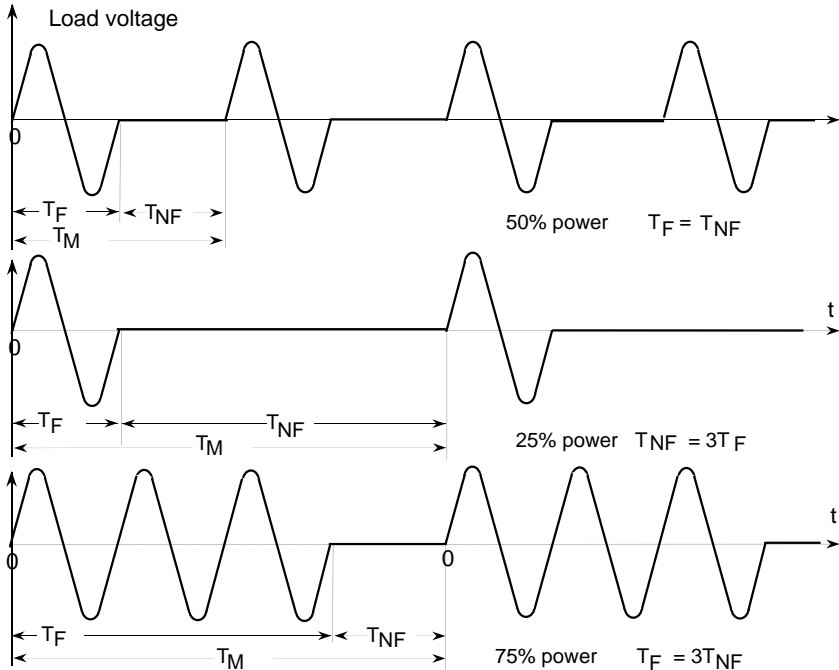 Load voltage
0
T_F
T_NF
T_M
50% power T_F = T_NF
t
0
T_F
T_NF
T_M
25% power T_NF = 3T_F
t
0
0
T_F
T_NF
T_M
75% power T_F = 3T_NF